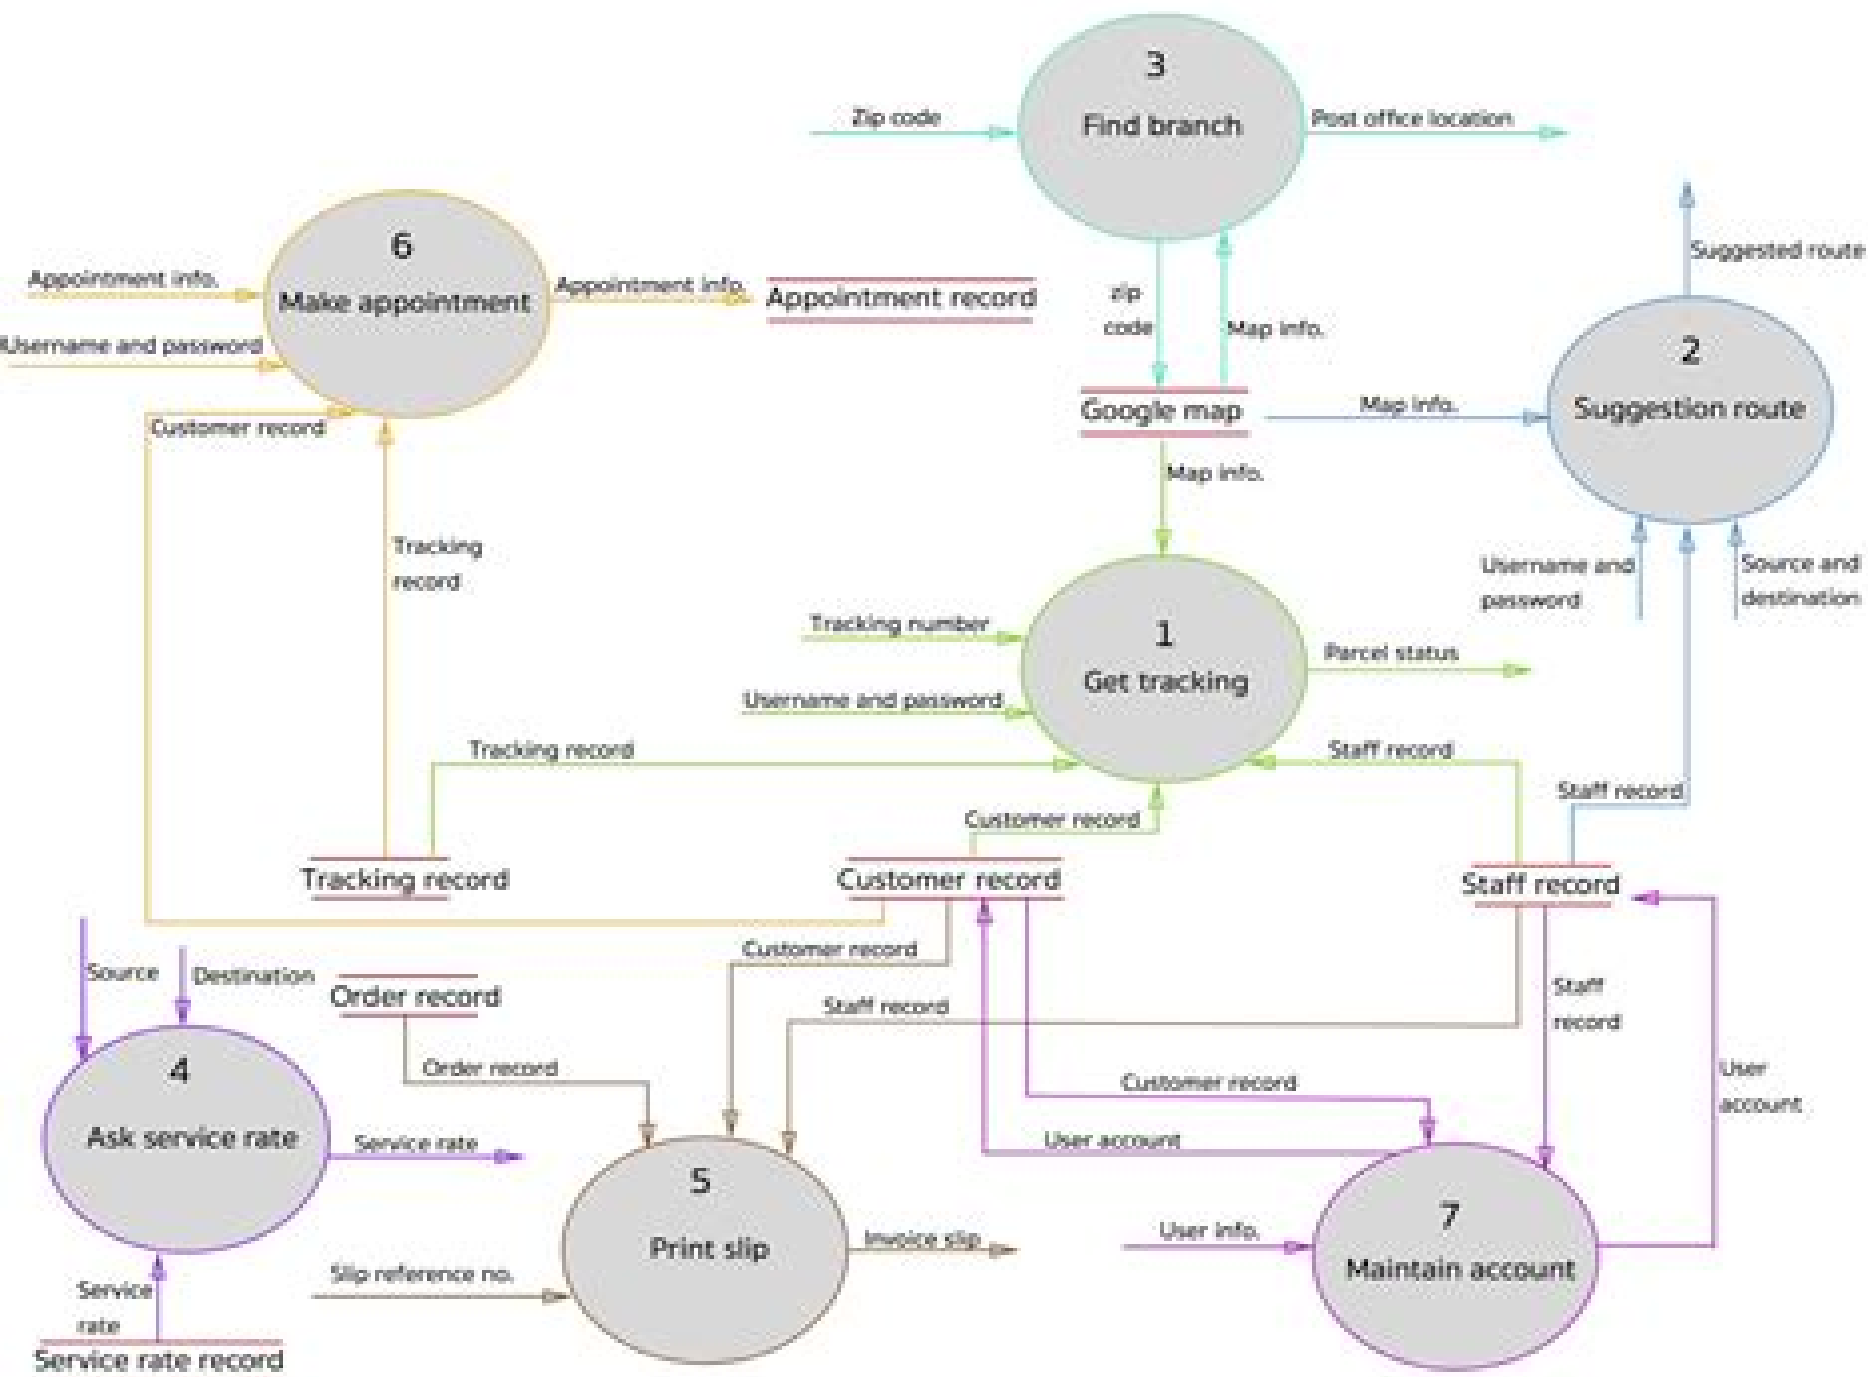 3
Find branch
Zip code
Post office location
zip
code
Map info.
Suggested route
6
Make appointment
Appointment info.
Username and password
Appointment info.
Appointment record
Customer record
Tracking
record
Google map
Map info.
2
Suggestion route
Map info.
Username and
password
Source and
destination
Tracking number
1
Get tracking
Parcel status
Username and password
Tracking record
Staff record
Staff record
Customer record
Tracking record
Customer record
Staff record
Source
Destination
Order record
Customer record
Staff record
Staff
record
Order record
4
Ask service rate
Service rate
Customer record
User account
User
account
5
Print slip
Invoice slip
Slip reference no.
User info.
7
Maintain account
Service
rate
Service rate record